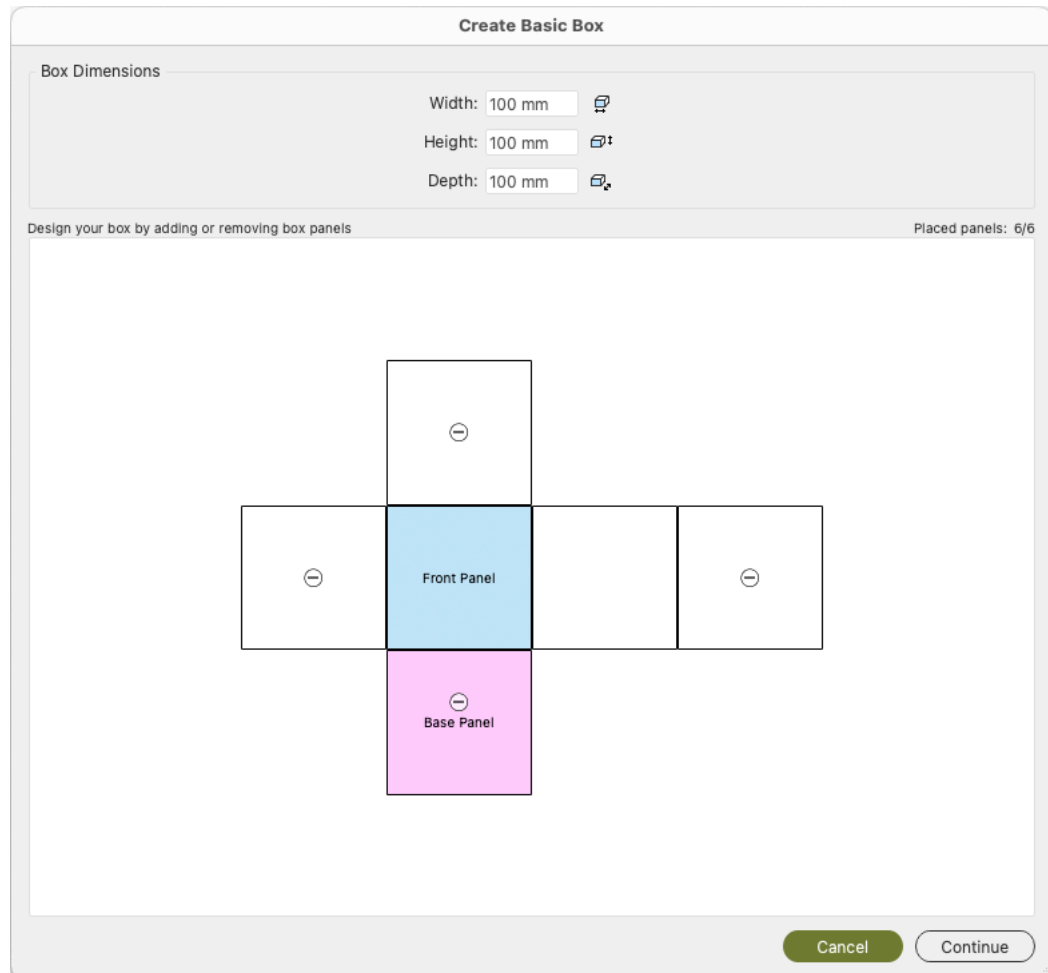 Create Basic Box
Box Dimensions
Width: 100 mm
Height: 100 mm
Depth: 100 mm
Design your box by adding or removing box panels
Placed panels: 6/6
Front Panel
Base Panel
Cancel
Continue